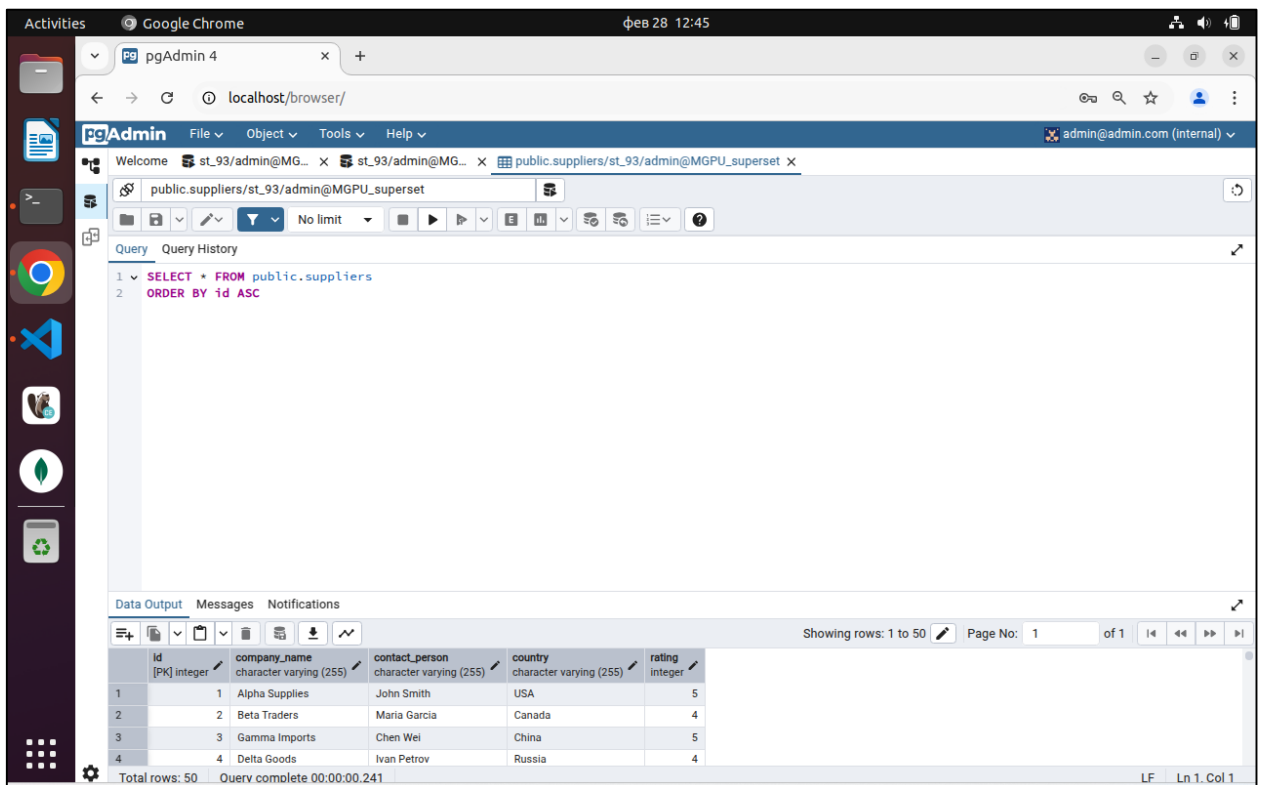 Activities Google Chrome фев 28 12:45
pgAdmin 4
localhost/browser/
pgAdmin File Object Tools Help admin@admin.com (internal)
Welcome st_93/admin@MG... st_93/admin@MG... public.suppliers/st_93/admin@MGPU_superset
public.suppliers/st_93/admin@MGPU_superset
No limit
Query Query History
1 SELECT * FROM public.suppliers
2 ORDER BY id ASC
Data Output Messages Notifications
Showing rows: 1 to 50 Page No: 1 of 1
id company_name contact_person country rating
[PK] integer character varying (255) character varying (255) character varying (255) integer
1 1 Alpha Supplies John Smith USA 5
2 2 Beta Traders Maria Garcia Canada 4
3 3 Gamma Imports Chen Wei China 5
4 4 Delta Goods Ivan Petrov Russia 4
Total rows: 50 Query complete 00:00:00.241 LF Ln 1, Col 1